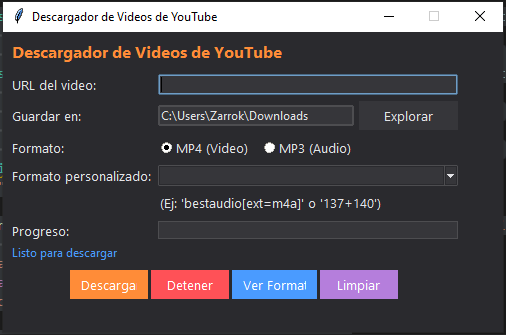 Descargador de Videos de YouTube
Descargador de Videos de YouTube
URL del video:
Guardar en: C:\Users\Zarrok\Downloads Explorar
Formato: MP4 (Video) MP3 (Audio)
Formato personalizado:
(Ej: 'bestaudio[ext=m4a]' o '137+140')
Progreso:
Listo para descargar
Descarga Detener Ver Format Limpiar